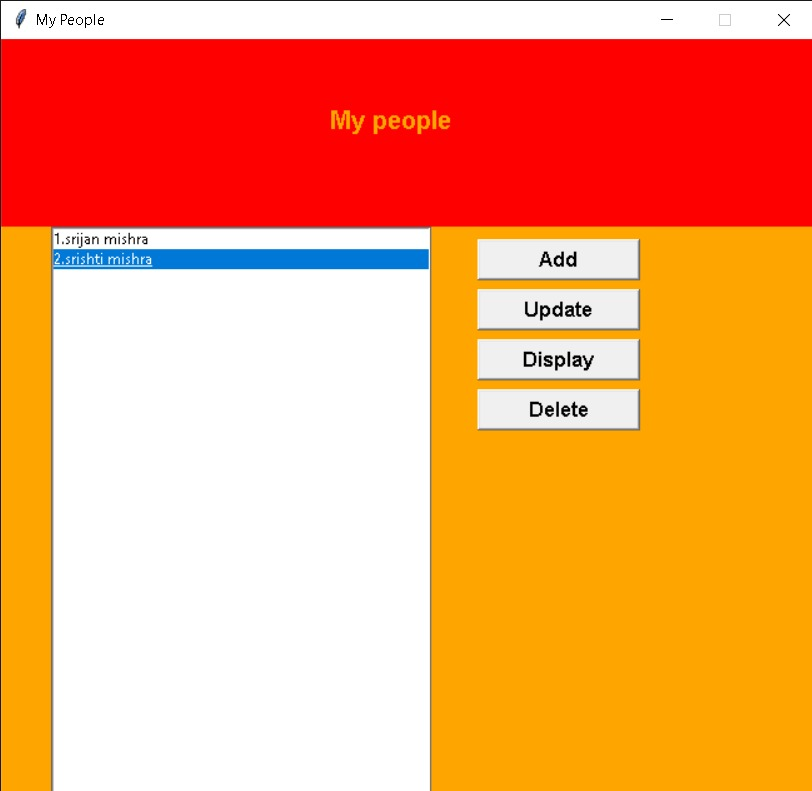 My People
My people
1.srijan mishra
2.srishti mishra
Add
Update
Display
Delete